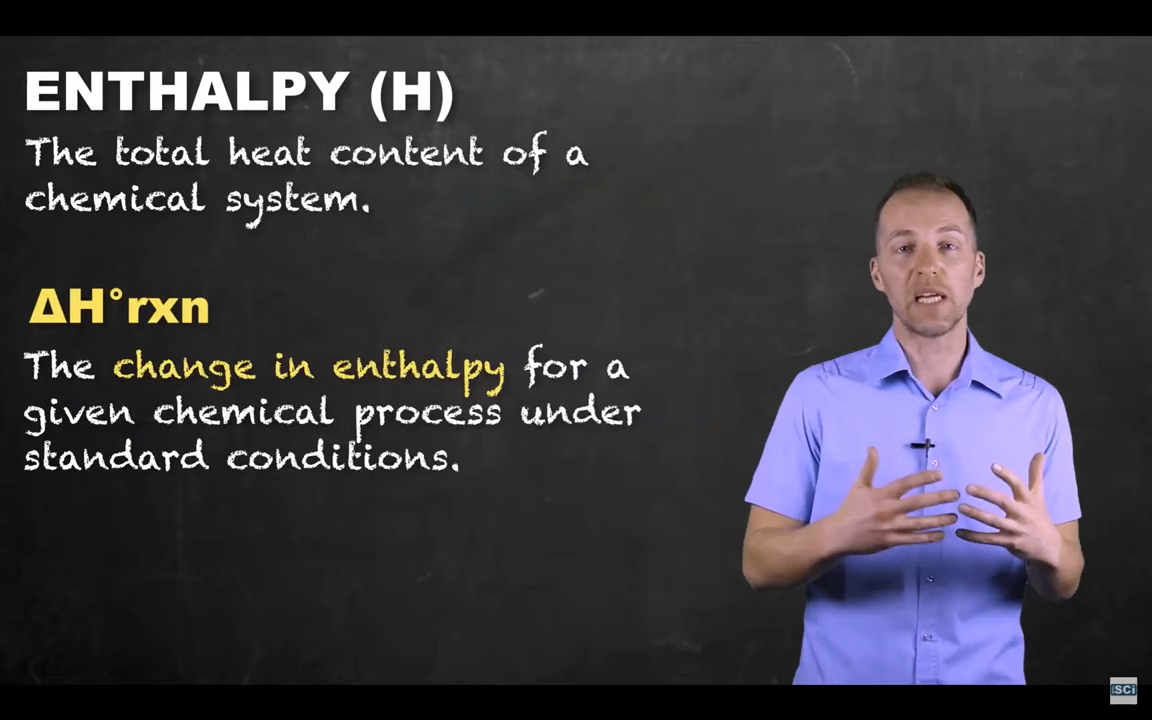 ENTHALPY (H)
The total heat content of a
chemical system.
ΔH°rxn
The change in enthalpy for a
given chemical process under
standard conditions.
iSCi